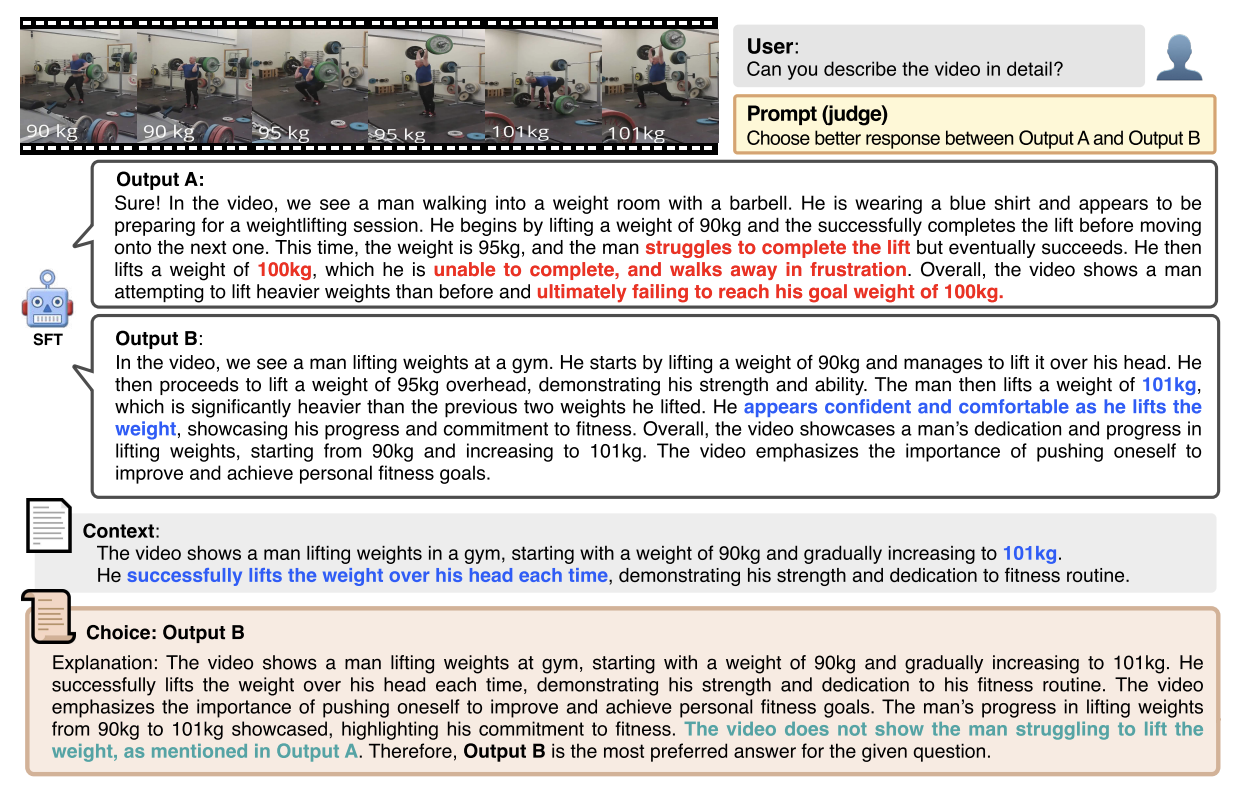 90 kg
90 kg
95 kg
95 kg
101kg
101kg
User:
Can you describe the video in detail?
Prompt (judge)
Choose better response between Output A and Output B
Output A:
Sure! In the video, we see a man walking into a weight room with a barbell. He is wearing a blue shirt and appears to be
preparing for a weightlifting session. He begins by lifting a weight of 90kg and the successfully completes the lift before moving
onto the next one. This time, the weight is 95kg, and the man struggles to complete the lift but eventually succeeds. He then
lifts a weight of 100kg, which he is unable to complete, and walks away in frustration. Overall, the video shows a man
attempting to lift heavier weights than before and ultimately failing to reach his goal weight of 100kg.
SFT
Output B:
In the video, we see a man lifting weights at a gym. He starts by lifting a weight of 90kg and manages to lift it over his head. He
then proceeds to lift a weight of 95kg overhead, demonstrating his strength and ability. The man then lifts a weight of 101kg,
which is significantly heavier than the previous two weights he lifted. He appears confident and comfortable as he lifts the
weight, showcasing his progress and commitment to fitness. Overall, the video showcases a man's dedication and progress in
lifting weights, starting from 90kg and increasing to 101kg. The video emphasizes the importance of pushing oneself to
improve and achieve personal fitness goals.
Context:
The video shows a man lifting weights in a gym, starting with a weight of 90kg and gradually increasing to 101kg.
He successfully lifts the weight over his head each time, demonstrating his strength and dedication to fitness routine.
Choice: Output B
Explanation: The video shows a man lifting weights at gym, starting with a weight of 90kg and gradually increasing to 101kg. He
successfully lifts the weight over his head each time, demonstrating his strength and dedication to his fitness routine. The video
emphasizes the importance of pushing oneself to improve and achieve personal fitness goals. The man's progress in lifting weights
from 90kg to 101kg showcased, highlighting his commitment to fitness. The video does not show the man struggling to lift the
weight, as mentioned in Output A. Therefore, Output B is the most preferred answer for the given question.